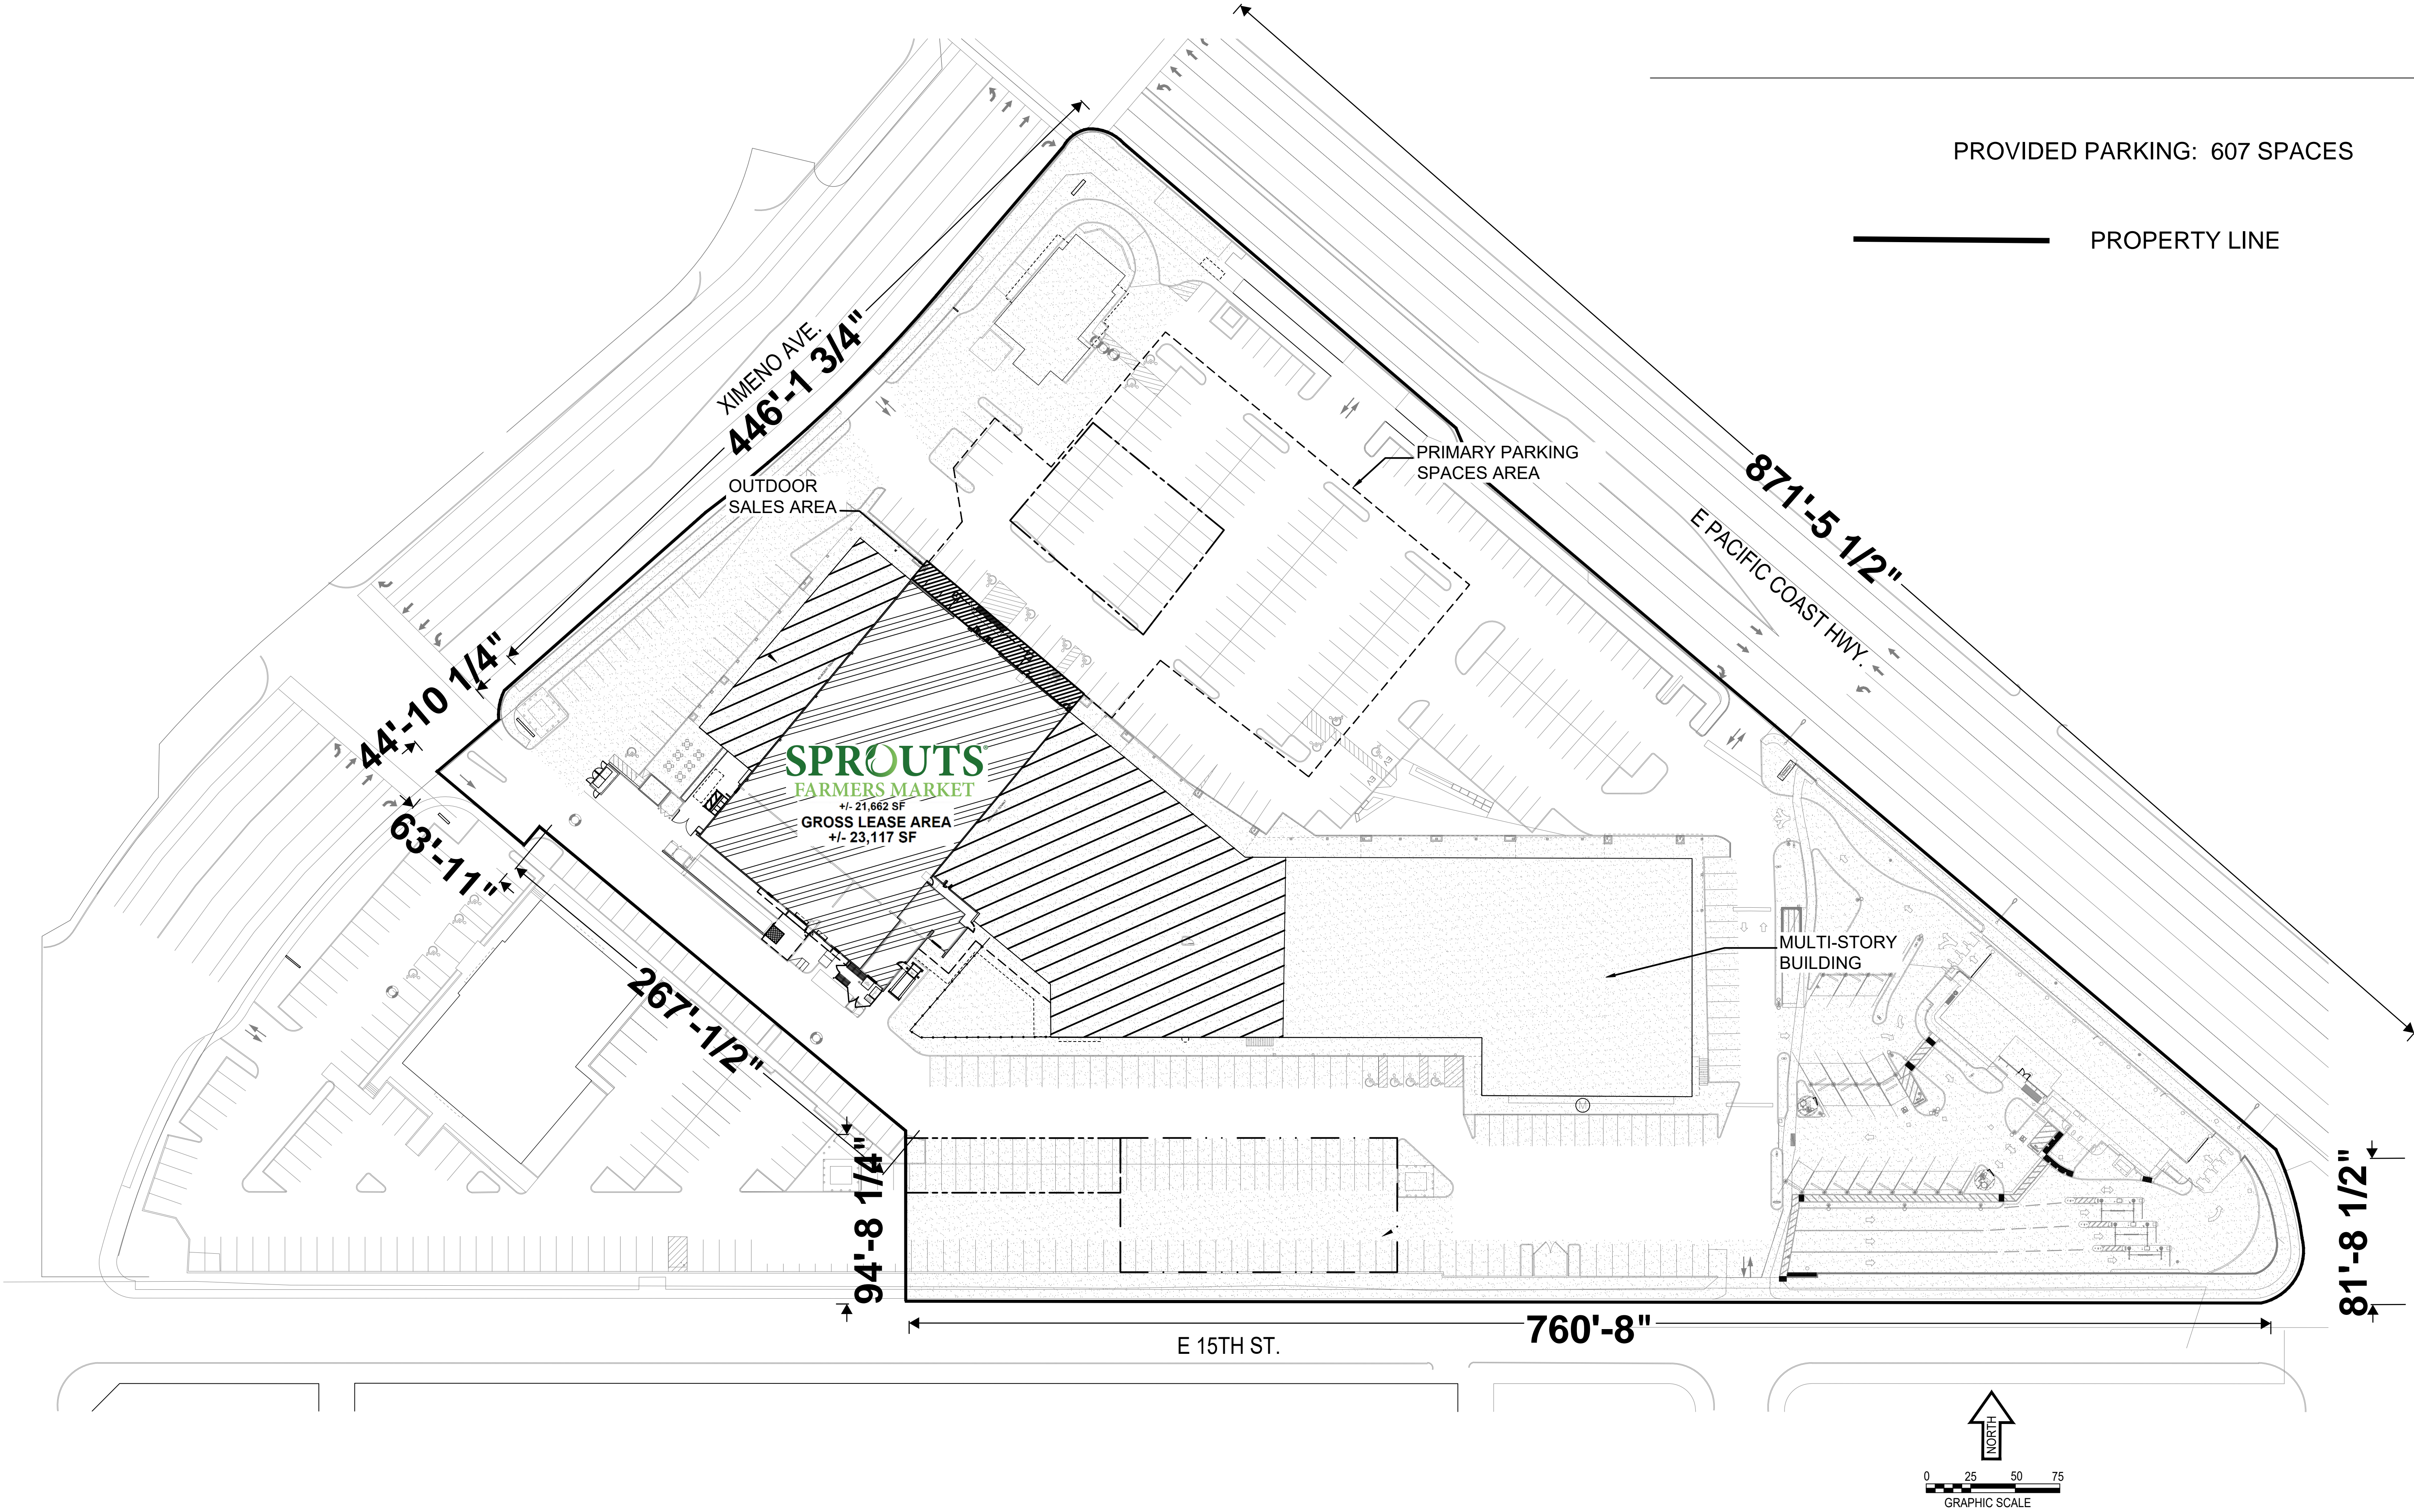 PROVIDED PARKING: 607 SPACES
PROPERTY LINE
XIMENO AVE.
446'-1 3/4"
871'-5 1/2"
E PACIFIC COAST HWY.
PRIMARY PARKING
SPACES AREA
OUTDOOR
SALES AREA
44'-10 1/4"
63'-11"
SPROUTS®
FARMERS MARKET
+/- 21,662 SF
GROSS LEASE AREA
+/- 23,117 SF
EV
EV
MULTI-STORY
BUILDING
267'-1/2"
94'-8 1/4"
81'-8 1/2"
760'-8"
E 15TH ST.
NORTH
0 25 50 75
GRAPHIC SCALE